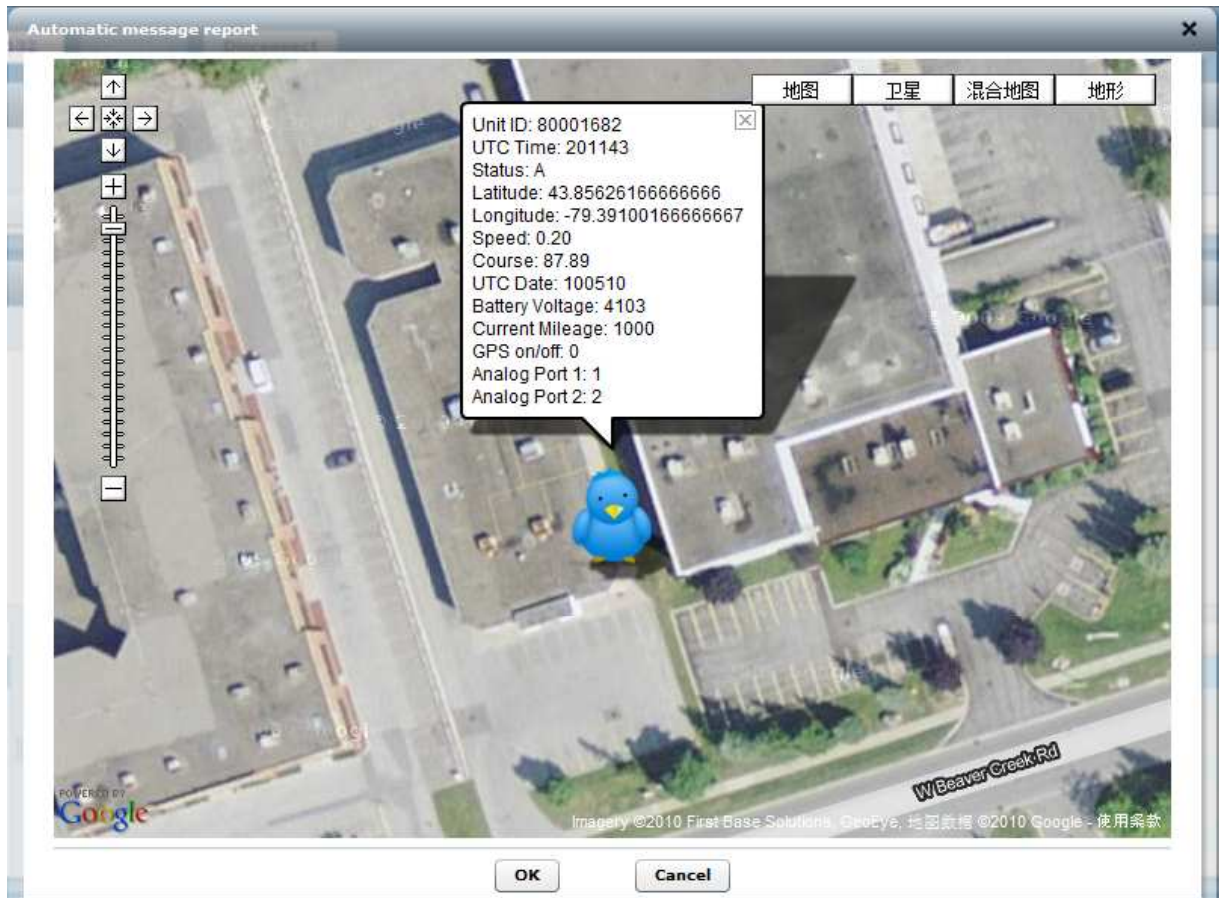 Automatic message report
地图
卫星
混合地图
地形
Unit ID: 80001682
UTC Time: 201143
Status: A
Latitude: 43.85626166666666
Longitude: -79.39100166666667
Speed: 0.20
Course: 87.89
UTC Date: 100510
Battery Voltage: 4103
Current Mileage: 1000
GPS on/off: 0
Analog Port 1: 1
Analog Port 2: 2
W Beaver Creek Rd
POWERED BY
Google
Imagery ©2010 First Base Solutions, GeoEye, 地图数据 ©2010 Google - 使用条款
OK
Cancel